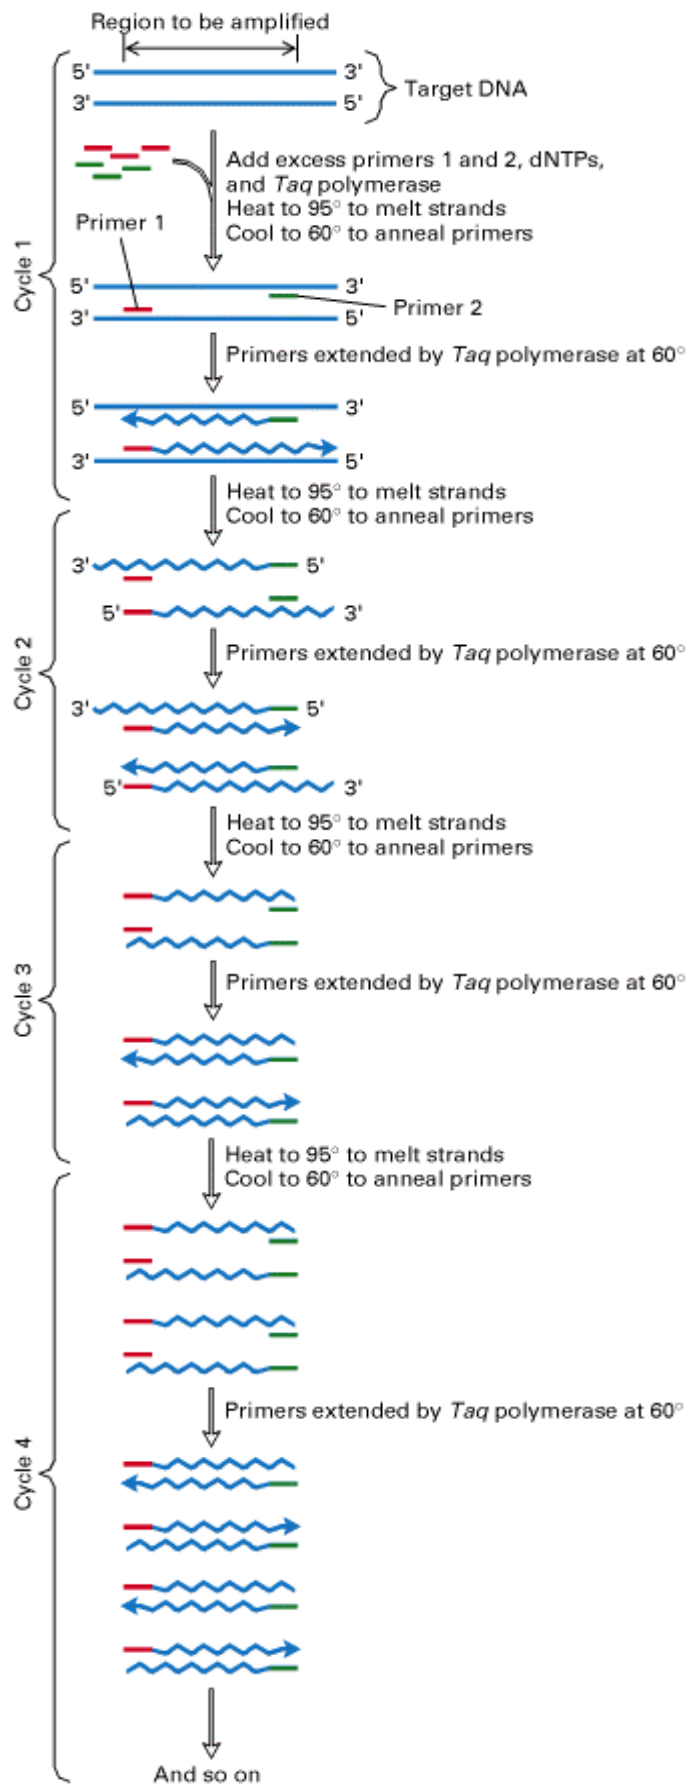 Region to be amplified
5' 3'
Target DNA
3' 5'
Add excess primers 1 and 2, dNTPs,
and Taq polymerase
Heat to 95° to melt strands
Cool to 60° to anneal primers
Primer 1
Cycle 1
5' 3'
Primer 2
3' 5'
Primers extended by Taq polymerase at 60°
5' 3'
3' 5'
Heat to 95° to melt strands
Cool to 60° to anneal primers
3' 5'
5' 3'
Cycle 2
Primers extended by Taq polymerase at 60°
3' 5'
5' 3'
Heat to 95° to melt strands
Cool to 60° to anneal primers
Cycle 3
Primers extended by Taq polymerase at 60°
Heat to 95° to melt strands
Cool to 60° to anneal primers
Cycle 4
Primers extended by Taq polymerase at 60°
And so on